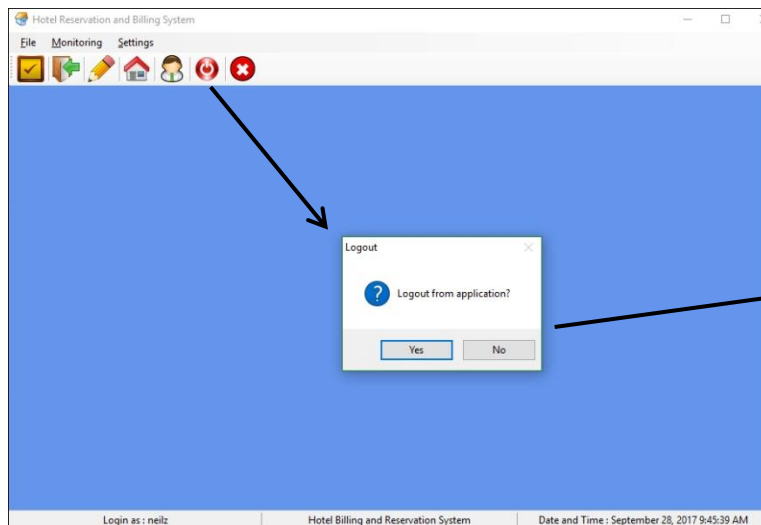 Hotel Reservation and Billing System
File Monitoring Settings
Logout
Logout from application?
Yes No
Login as : neilz Hotel Billing and Reservation System Date and Time : September 28, 2017 9:45:39 AM